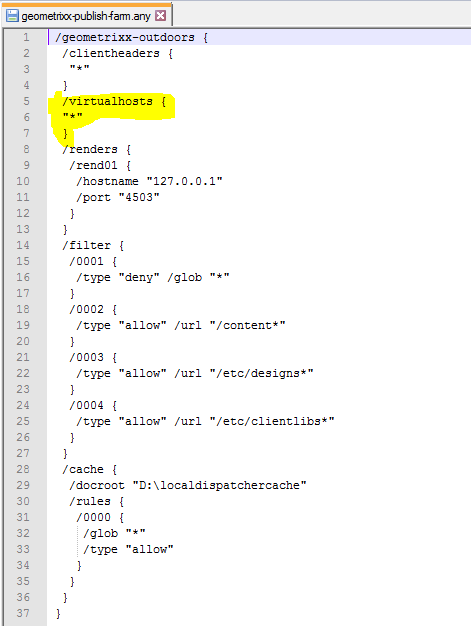 geometrixx-publish-farm.any
1 /geometrixx-outdoors {
2 /clientheaders {
3 "*"
4 }
5 /virtualhosts {
6 "*"
7 }
8 /renders {
9 /rend01 {
10 /hostname "127.0.0.1"
11 /port "4503"
12 }
13 }
14 /filter {
15 /0001 {
16 /type "deny" /glob "*"
17 }
18 /0002 {
19 /type "allow" /url "/content*"
20 }
21 /0003 {
22 /type "allow" /url "/etc/designs*"
23 }
24 /0004 {
25 /type "allow" /url "/etc/clientlibs*"
26 }
27 }
28 /cache {
29 /docroot "D:\localdispatchercache"
30 /rules {
31 /0000 {
32 /glob "*"
33 /type "allow"
34 }
35 }
36 }
37 }